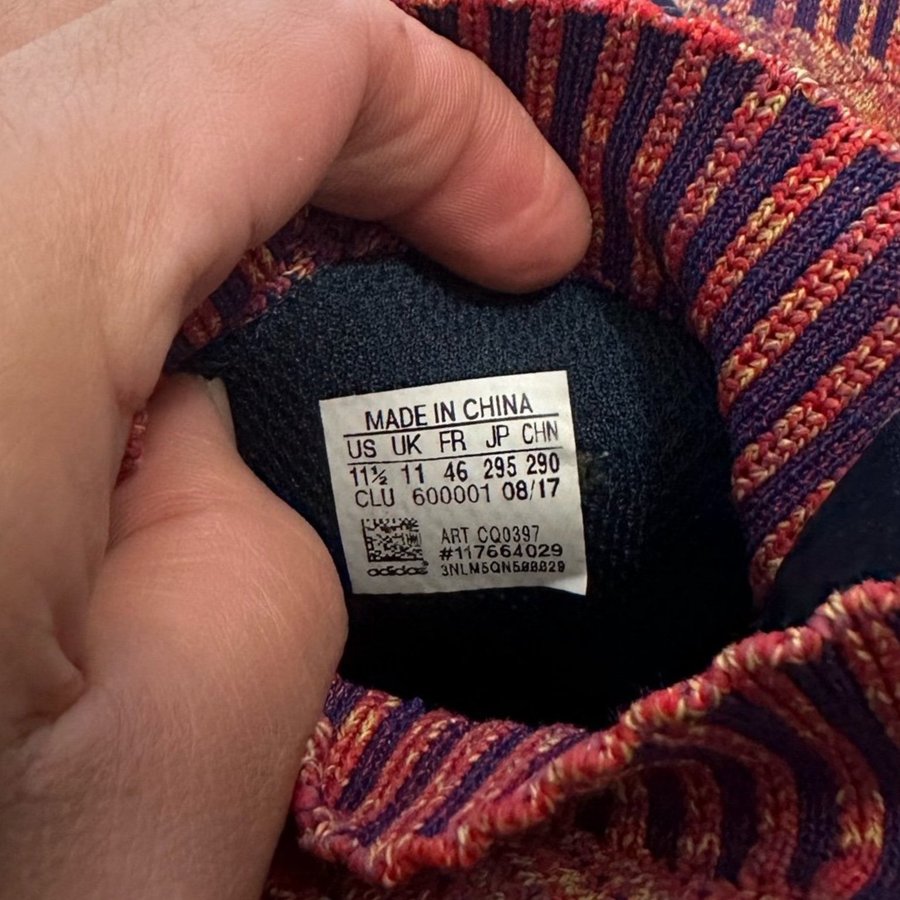 MADE IN CHINA
US UK FR JP CHN
11½ 11 46 295 290
CLU 600001 08/17
ART CQ0397
#117664029
adidas